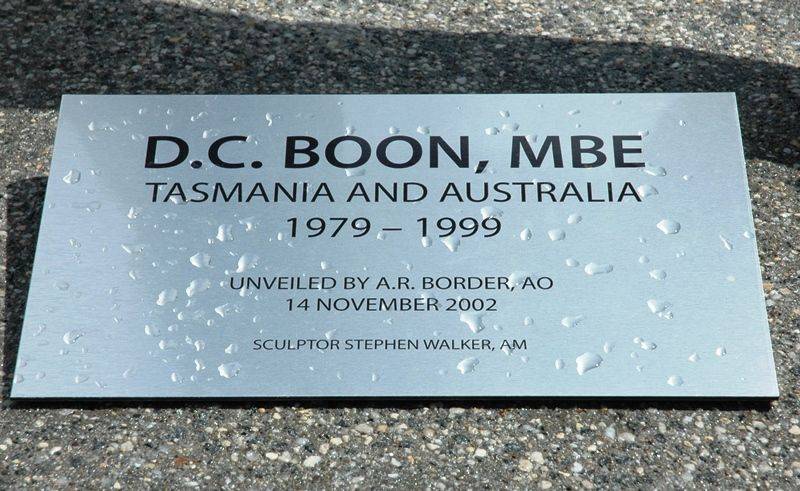 D.C. BOON, MBE
TASMANIA AND AUSTRALIA
1979 – 1999
UNVEILED BY A.R. BORDER, AO
14 NOVEMBER 2002
SCULPTOR STEPHEN WALKER, AM